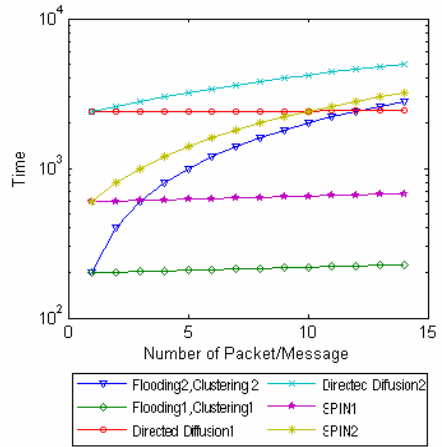 10^4
10^3
10^2
Time
0
5
10
15
Number of Packet/Message
Flooding2,Clustering 2
Flooding1,Clustering1
Directed Diffusion1
Directec Diffusion2
SPIN1
SPIN2